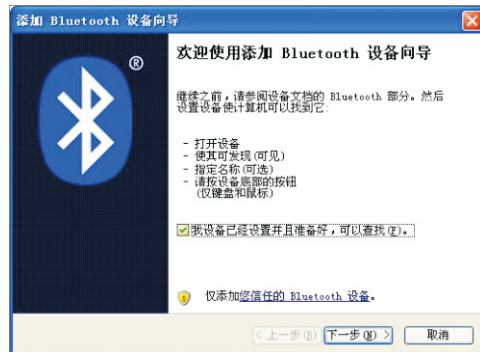 添加 Bluetooth 设备向导
®
欢迎使用添加 Bluetooth 设备向导
继续之前，请参阅设备文档的 Bluetooth 部分。然后
设置设备使计算机可以找到它:
- 打开设备
- 使其可发现(可见)
- 指定名称(可选)
- 请按设备底部的按钮
(仅键盘和鼠标)
我设备已经设置并且准备好，可以查找(F)。
仅添加您信任的 Bluetooth 设备。
< 上一步(B)
下一步(N) >
取消